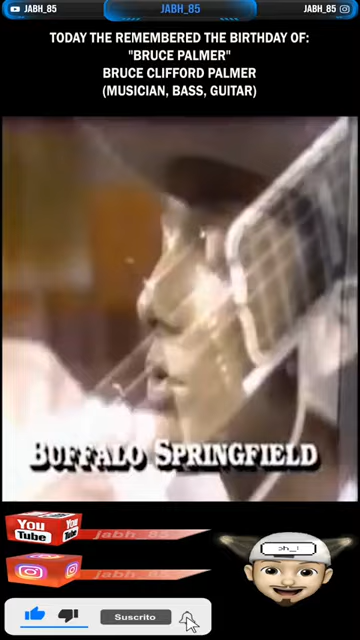 JABH_85
JABH_85
JABH_85
TODAY THE REMEMBERED THE BIRTHDAY OF:
"BRUCE PALMER"
BRUCE CLIFFORD PALMER
(MUSICIAN, BASS, GUITAR)
BUFFALO SPRINGFIELD
You
Tube
You
Tube
jabh_85
jabh_85
Suscrito